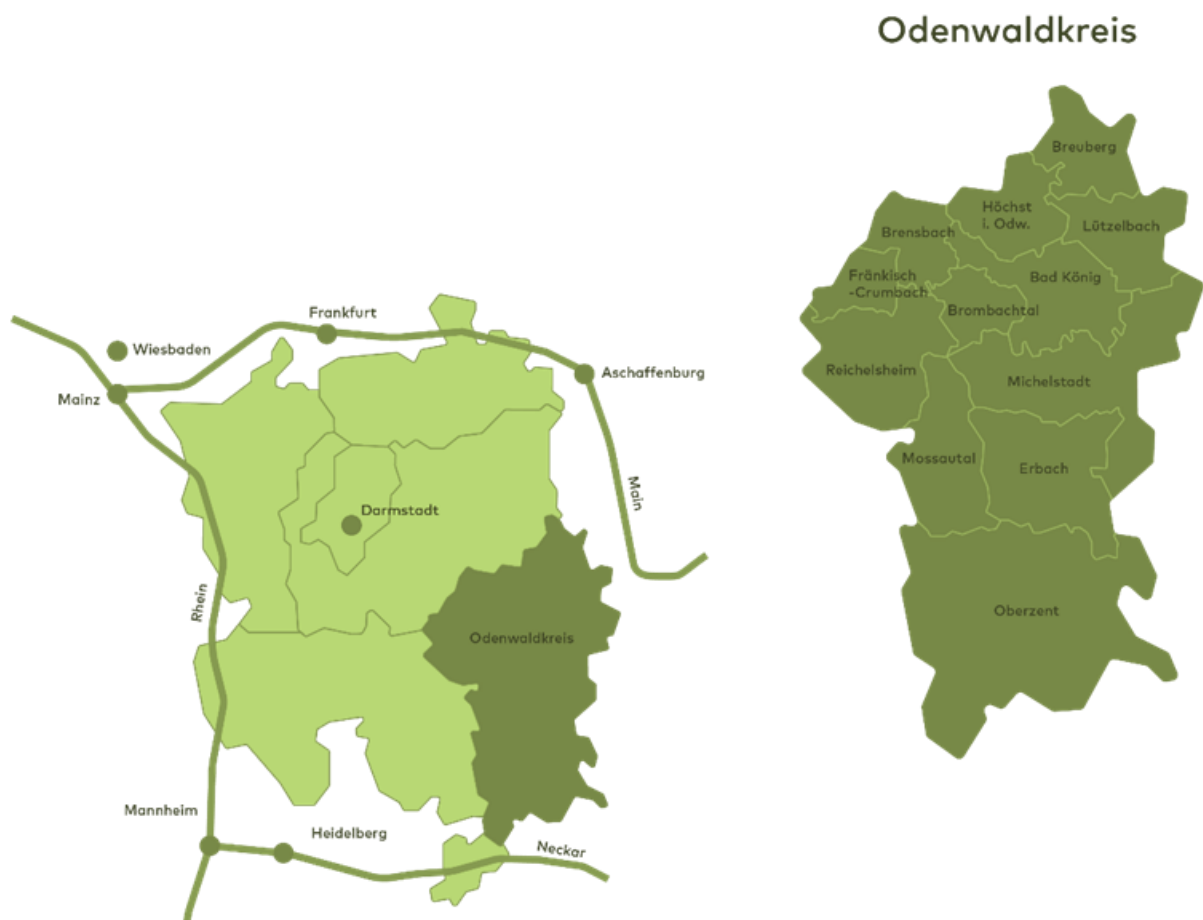 Odenwaldkreis
Breuberg
Höchst
i. Odw.
Lützelbach
Brensbach
Fränkisch
-Crumbach
Bad König
Brombachtal
Reichelsheim
Michelstadt
Mossautal
Erbach
Oberzent
Frankfurt
Wiesbaden
Aschaffenburg
Mainz
Main
Darmstadt
Rhein
Odenwaldkreis
Mannheim
Heidelberg
Neckar